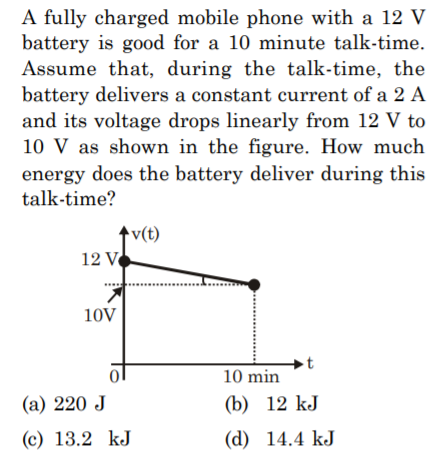 A fully charged mobile phone with a 12 V
battery is good for a 10 minute talk-time.
Assume that, during the talk-time, the
battery delivers a constant current of a 2 A
and its voltage drops linearly from 12 V to
10 V as shown in the figure. How much
energy does the battery deliver during this
talk-time?
v(t)
12 V
10V
0
10 min
t
(a) 220 J (b) 12 kJ
(c) 13.2 kJ (d) 14.4 kJ